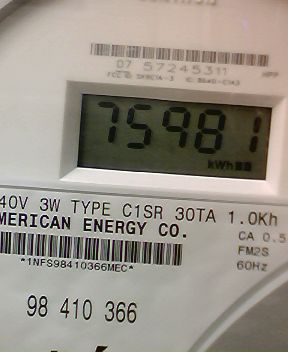 07 57245311
75981
kWh
40V 3W TYPE C1SR 30TA 1.0Kh
MERICAN ENERGY CO.
CA 0.5
FM2S
60Hz
*1NFS98410366MEC*
98 410 366